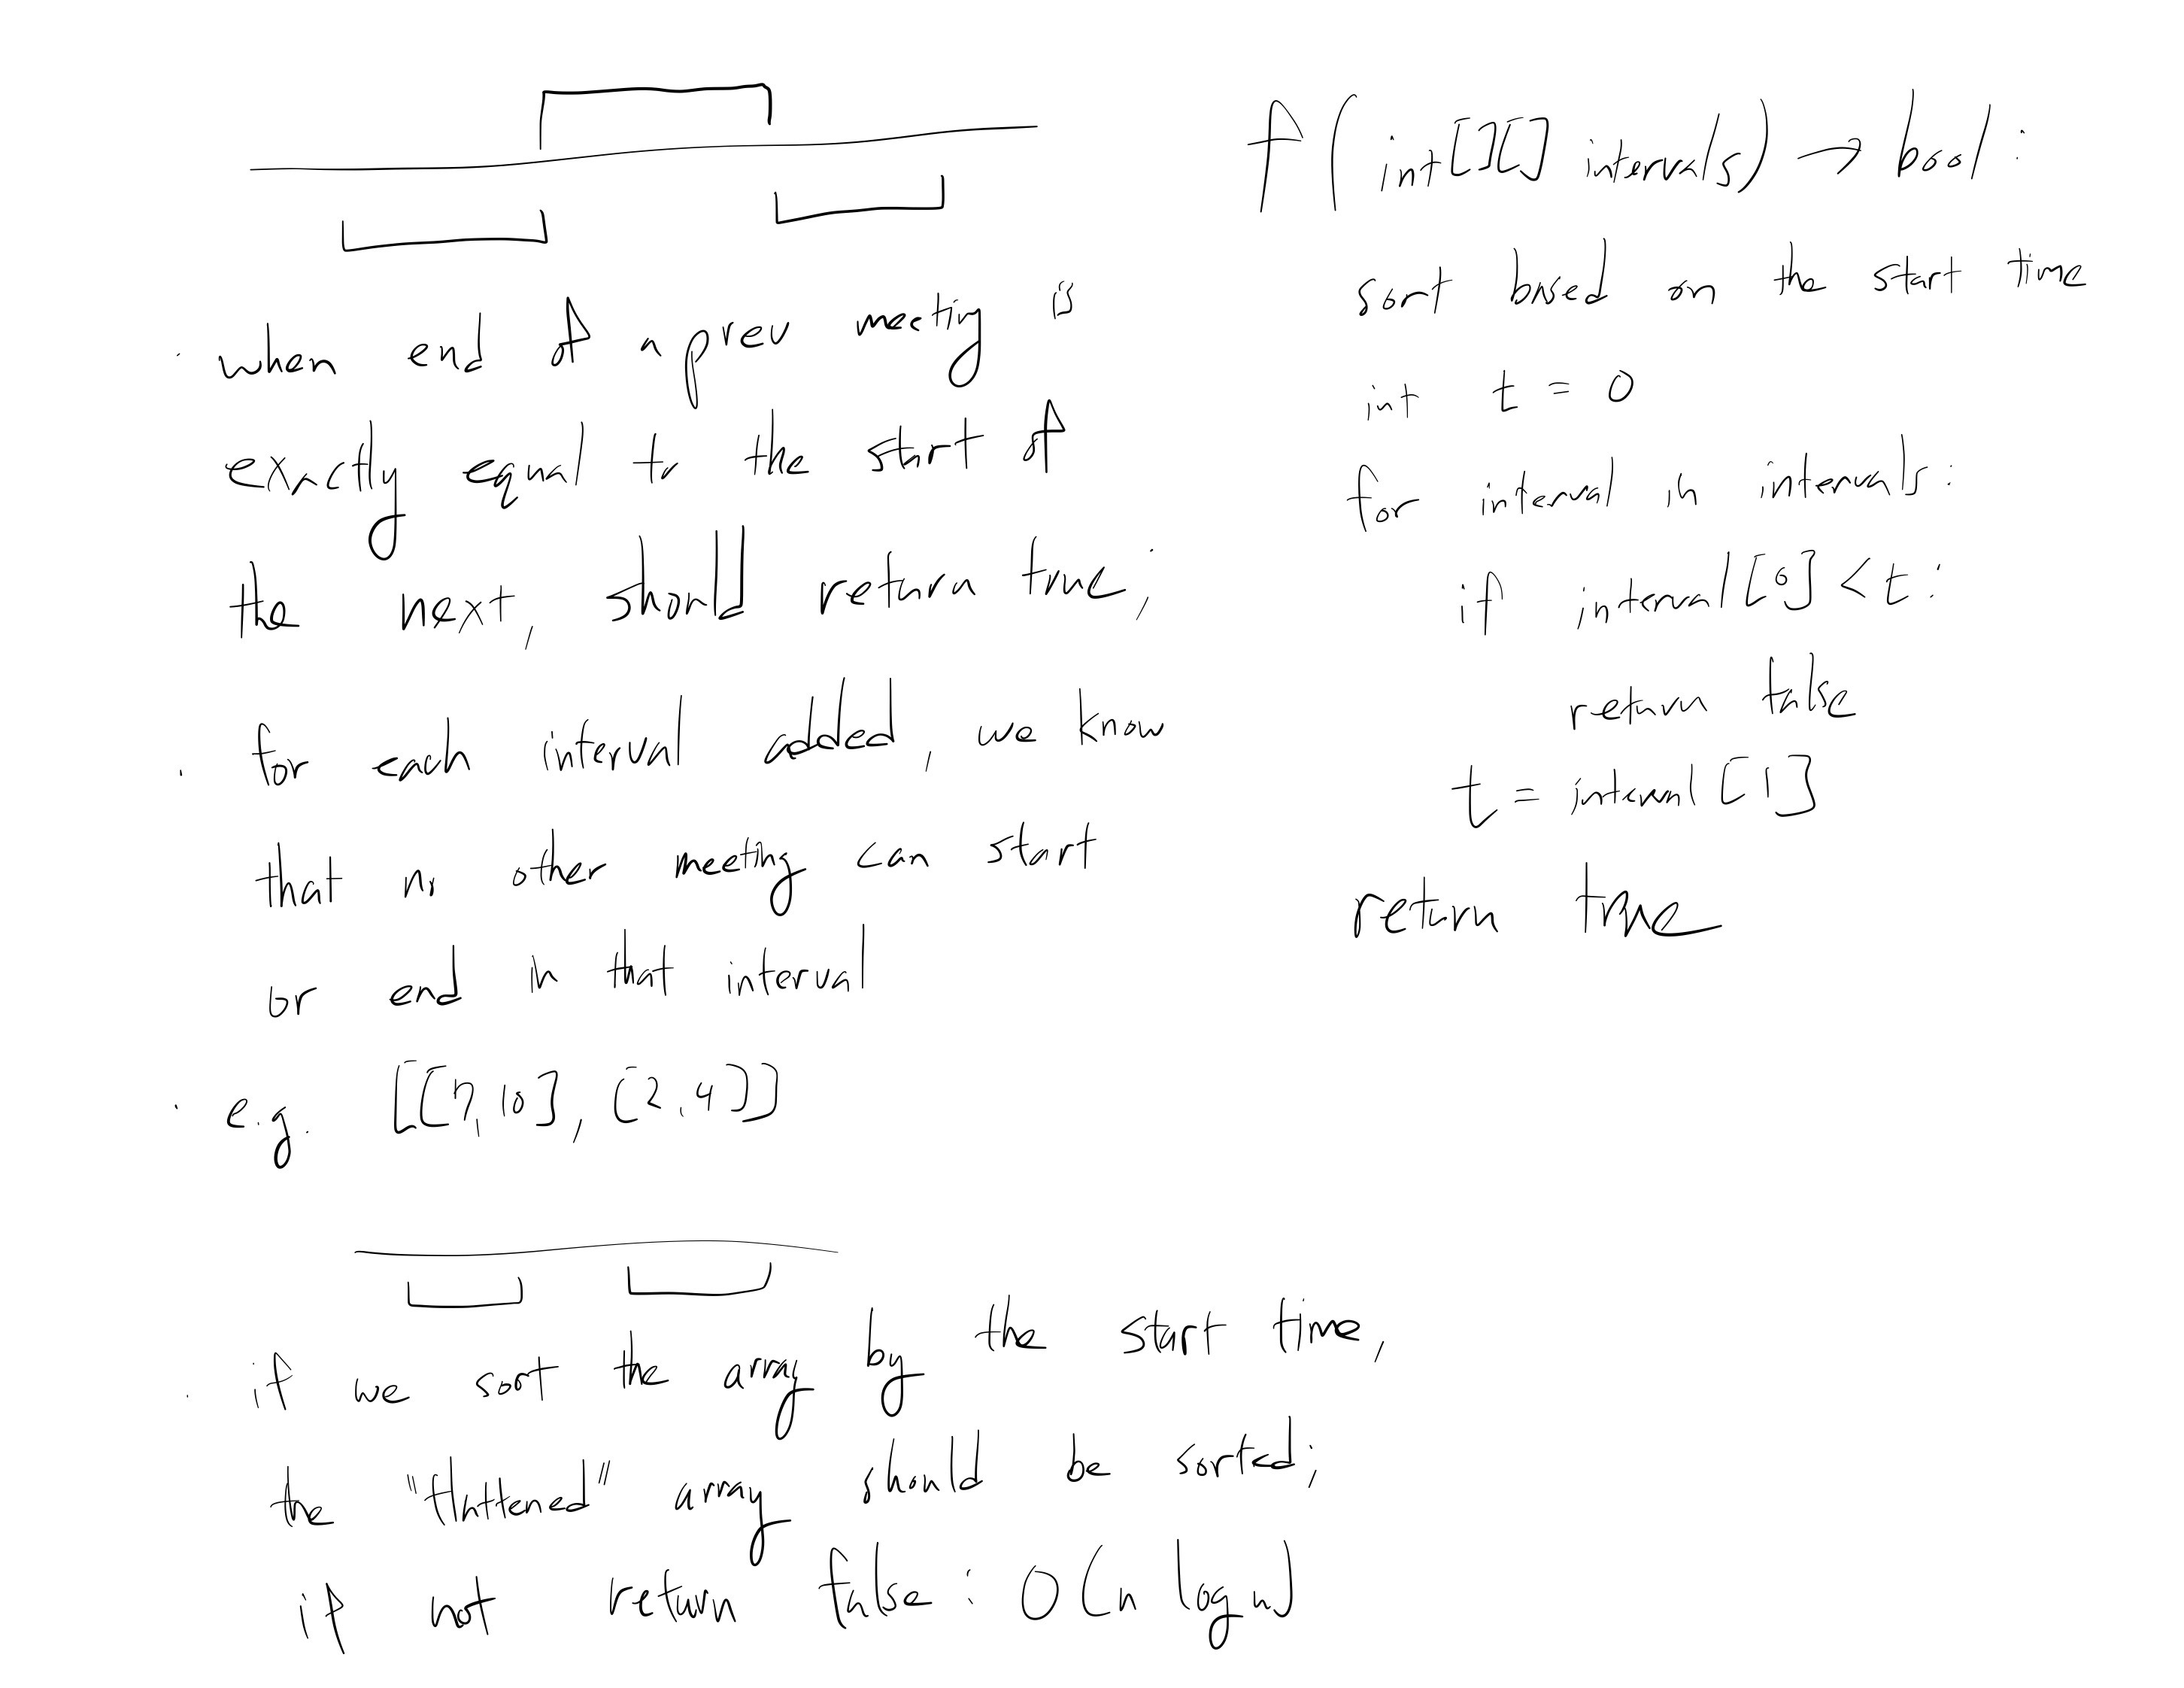 · when end of a prev meeting is
exactly equal to the start of
the next, should return true;
· for each interval added, we know
that no other meeting can start
or end in that interval
· e.g. [[7,10], [2,4]]
· if we sort the array by the start time,
the "flattened" array should be sorted;
if not return false: O(n log n)
f(int[][] intervals) → bool:
sort based on the start time
int t = 0
for interval in intervals:
if interval[0] < t:
return false
t = interval[1]
return true